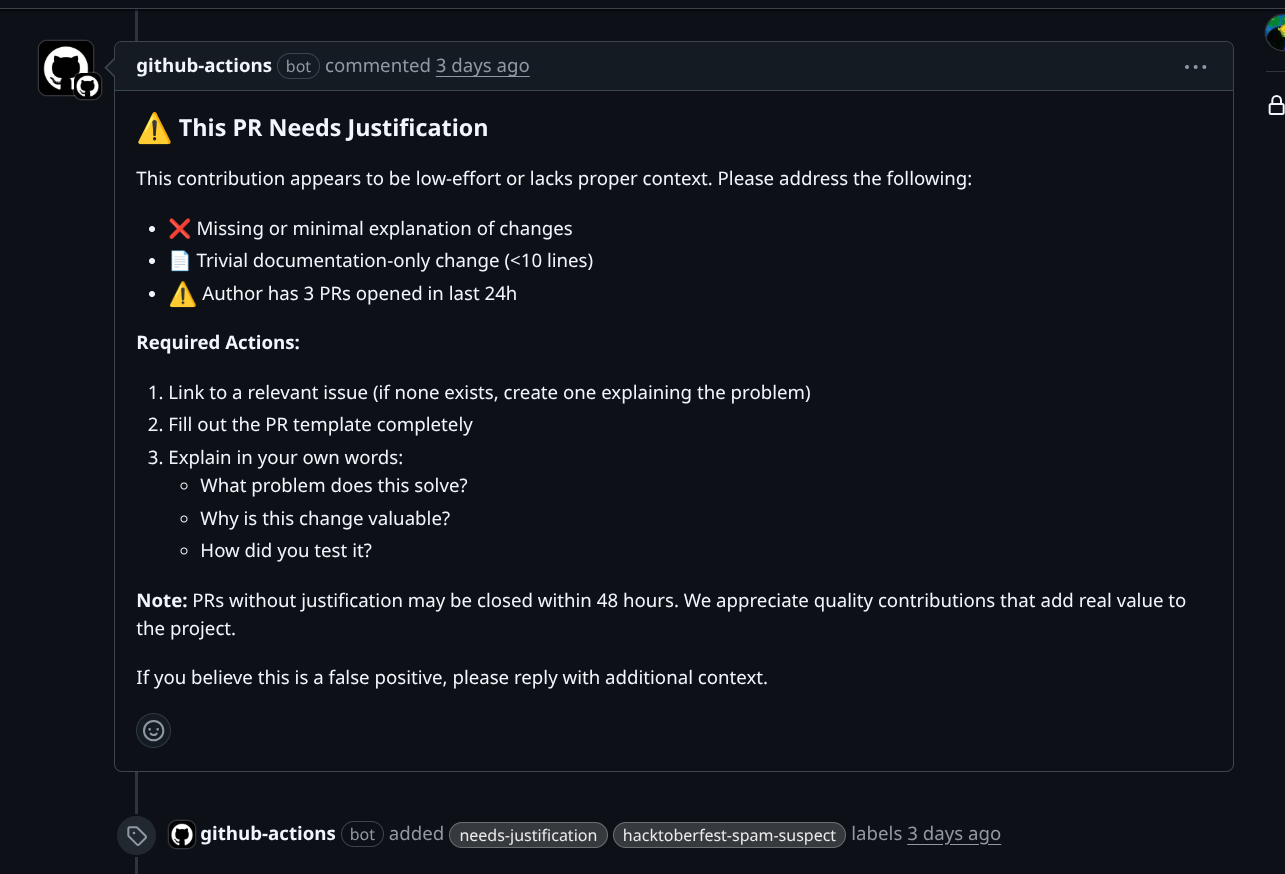 github-actions bot commented 3 days ago
⚠️ This PR Needs Justification
This contribution appears to be low-effort or lacks proper context. Please address the following:
• ❌ Missing or minimal explanation of changes
• 📄 Trivial documentation-only change (<10 lines)
• ⚠️ Author has 3 PRs opened in last 24h
Required Actions:
1. Link to a relevant issue (if none exists, create one explaining the problem)
2. Fill out the PR template completely
3. Explain in your own words:
◦ What problem does this solve?
◦ Why is this change valuable?
◦ How did you test it?
Note: PRs without justification may be closed within 48 hours. We appreciate quality contributions that add real value to
the project.
If you believe this is a false positive, please reply with additional context.
github-actions bot added needs-justification hacktoberfest-spam-suspect labels 3 days ago